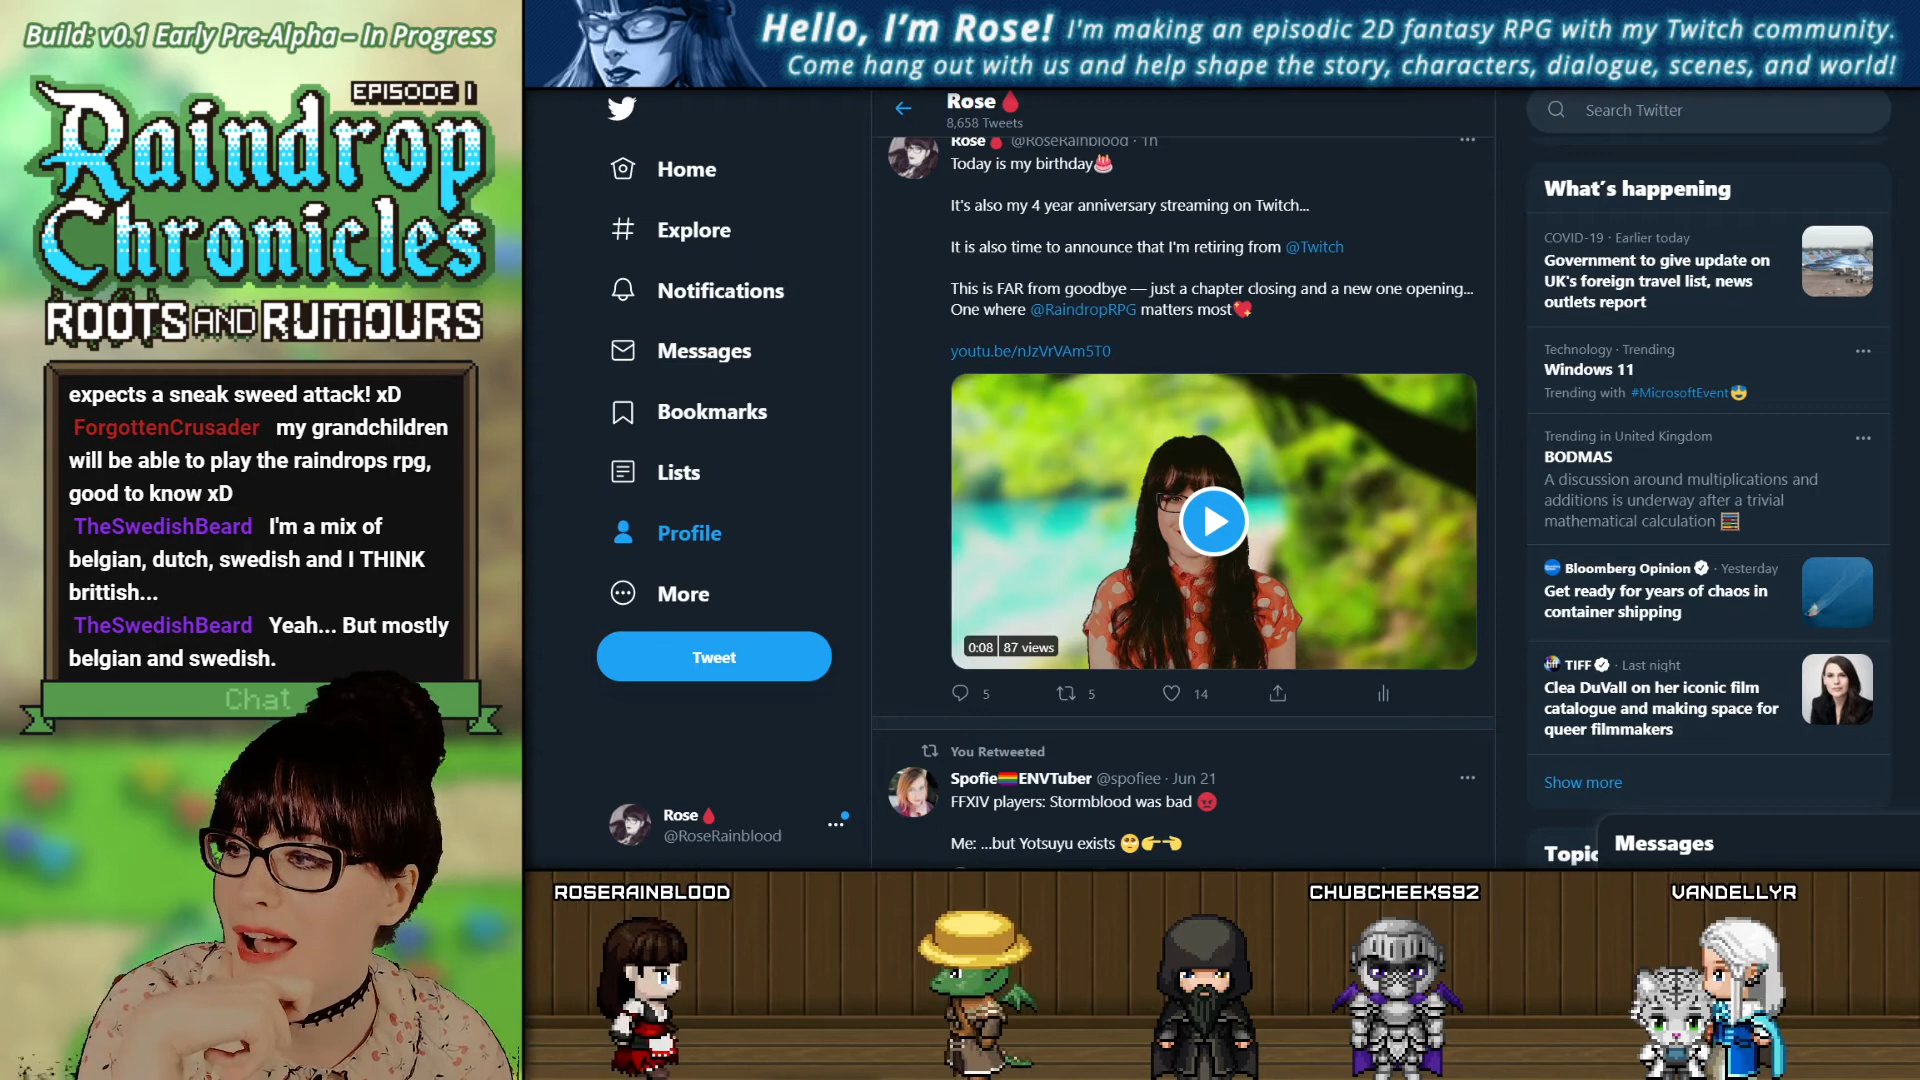 Build: v0.1 Early Pre-Alpha – In Progress
EPISODE I
Raindrop
Chronicles
ROOTS AND RUMOURS
expects a sneak sweed attack! xD
ForgottenCrusader my grandchildren
will be able to play the raindrops rpg,
good to know xD
TheSwedishBeard I'm a mix of
belgian, dutch, swedish and I THINK
brittish...
TheSwedishBeard Yeah... But mostly
belgian and swedish.
Chat
Hello, I'm Rose! I'm making an episodic 2D fantasy RPG with my Twitch community.
Come hang out with us and help shape the story, characters, dialogue, scenes, and world!
Home
Explore
Notifications
Messages
Bookmarks
Lists
Profile
More
Tweet
Rose🩸
@RoseRainblood
Rose🩸
8,658 Tweets
Rose🩸 @RoseRainblood · 1h
Today is my birthday🎂
It's also my 4 year anniversary streaming on Twitch...
It is also time to announce that I'm retiring from @Twitch
This is FAR from goodbye — just a chapter closing and a new one opening...
One where @RaindropRPG matters most💖
youtu.be/nJzVrVAm5T0
0:08 87 views
5 5 14
You Retweeted
Spofie🏳️‍🌈ENVTuber @spofiee · Jun 21
FFXIV players: Stormblood was bad 😡
Me: ...but Yotsuyu exists 🥺👉👈
Search Twitter
What's happening
COVID-19 · Earlier today
Government to give update on
UK's foreign travel list, news
outlets report
Technology · Trending
Windows 11
Trending with #MicrosoftEvent
Trending in United Kingdom
BODMAS
A discussion around multiplications and
additions is underway after a trivial
mathematical calculation 🧮
Bloomberg Opinion · Yesterday
Get ready for years of chaos in
container shipping
tiff TIFF · Last night
Clea DuVall on her iconic film
catalogue and making space for
queer filmmakers
Show more
Topic
Messages
ROSERAINBLOOD
CHUBCHEEKS92
VANDELLYR